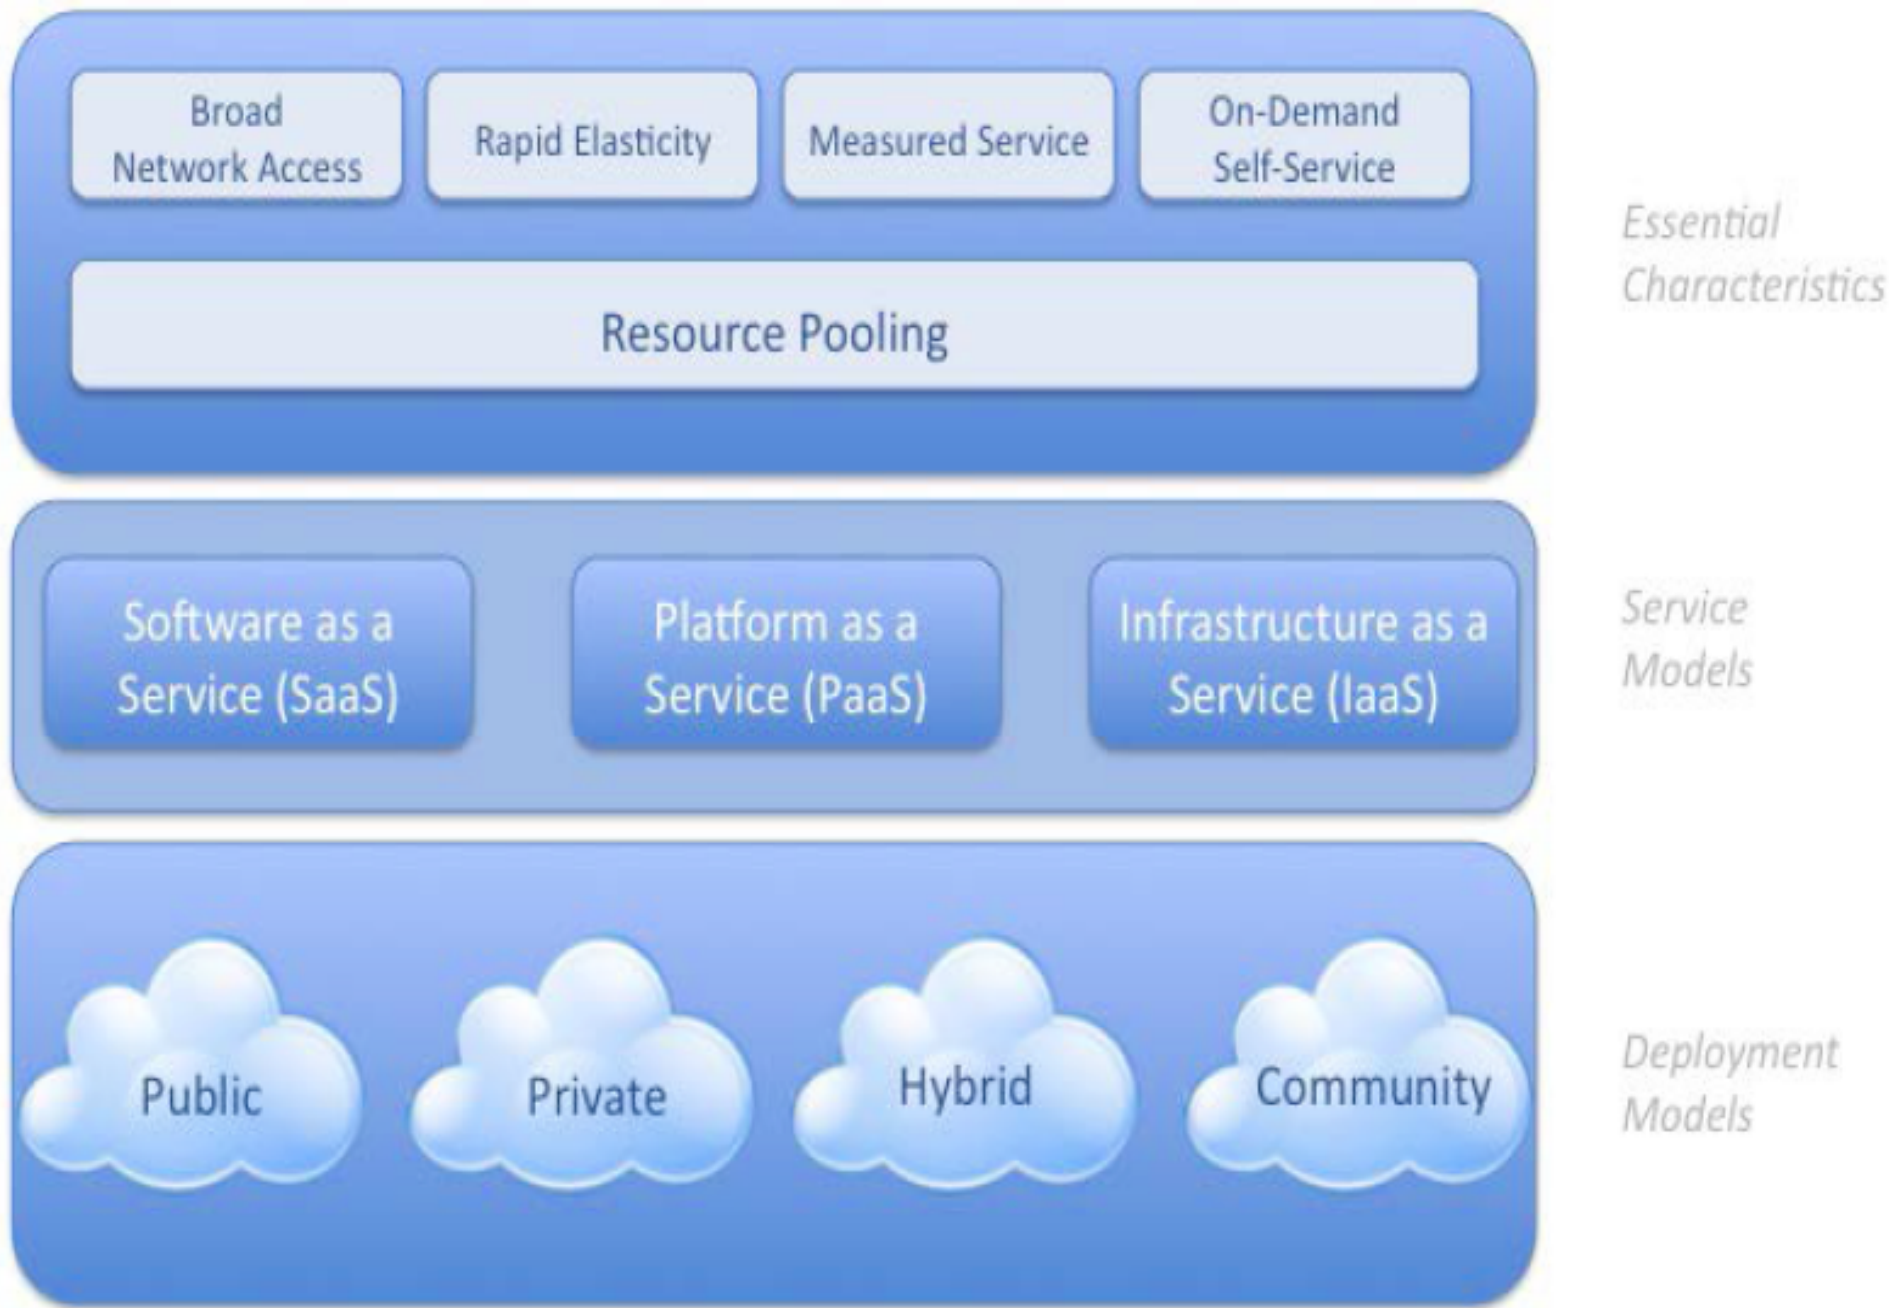 Broad
Network Access
Rapid Elasticity
Measured Service
On-Demand
Self-Service
Resource Pooling
Essential
Characteristics
Software as a
Service (SaaS)
Platform as a
Service (PaaS)
Infrastructure as a
Service (IaaS)
Service
Models
Public
Private
Hybrid
Community
Deployment
Models